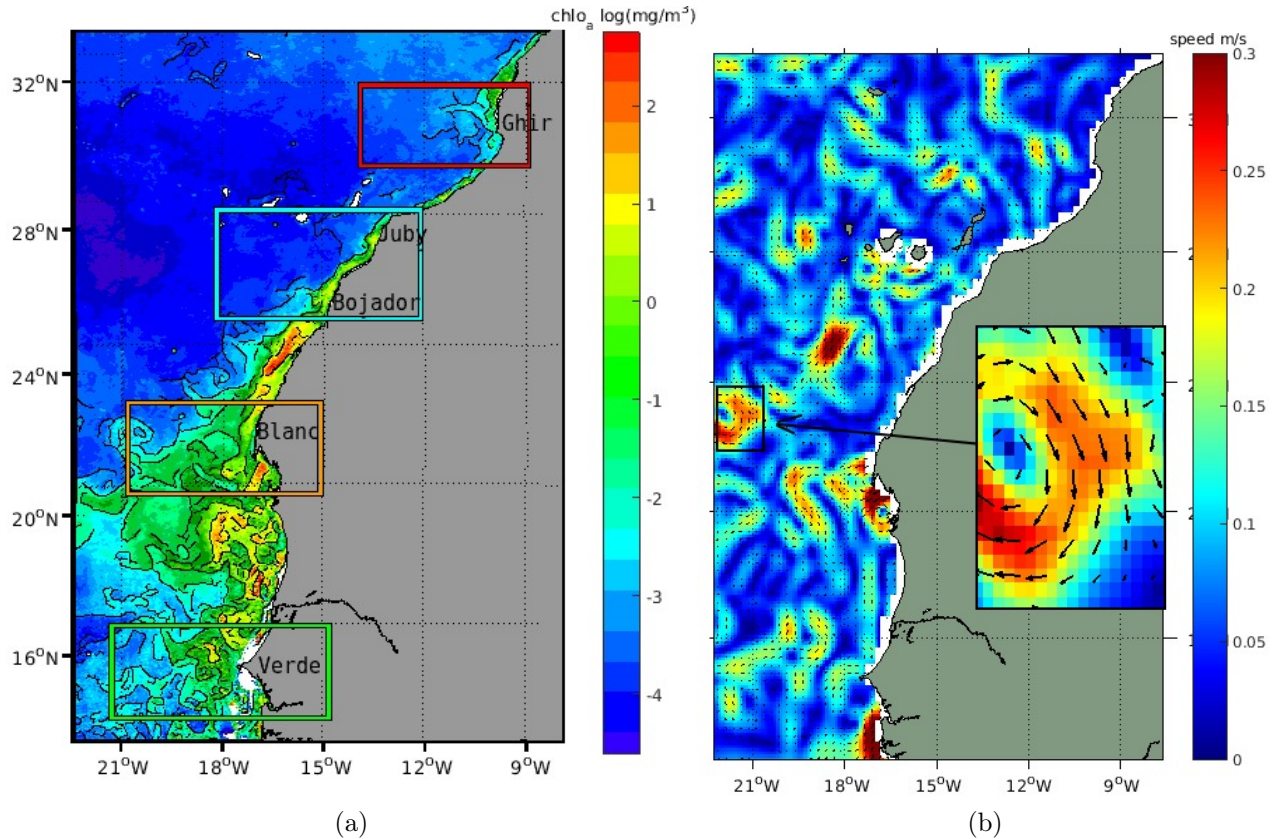 chlo_a log(mg/m³)
32°N
28°N
24°N
20°N
16°N
Ghir
Juby
Bojador
Blanc
Verde
21°W 18°W 15°W 12°W 9°W
2
1
0
-1
-2
-3
-4
(a)
speed m/s
0.3
0.25
0.2
0.15
0.1
0.05
0
21°W 18°W 15°W 12°W 9°W
(b)